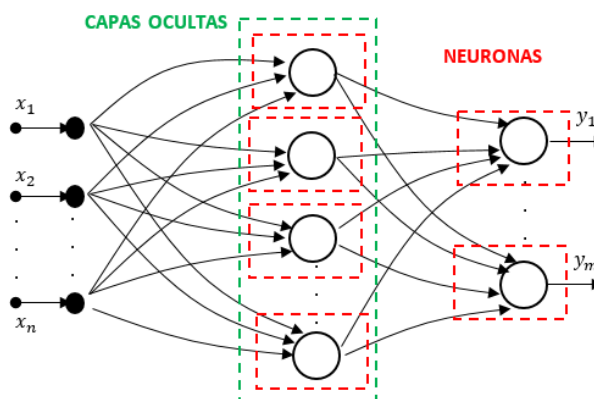 CAPAS OCULTAS
NEURONAS
x₁
x₂
xₙ
y₁
yₘ